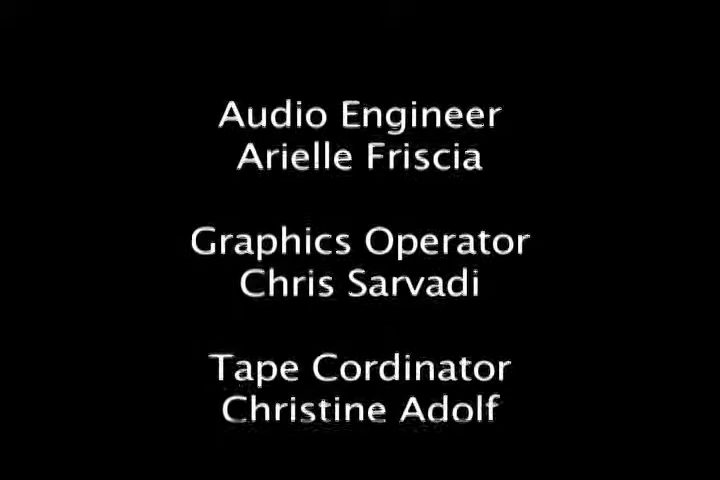 Audio Engineer
Arielle Friscia
Graphics Operator
Chris Sarvadi
Tape Cordinator
Christine Adolf